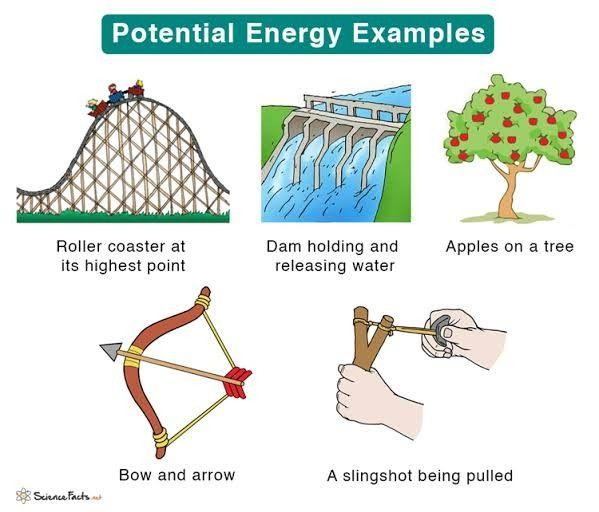 Potential Energy Examples
Roller coaster at
its highest point
Dam holding and
releasing water
Apples on a tree
Bow and arrow
A slingshot being pulled
ScienceFacts.net